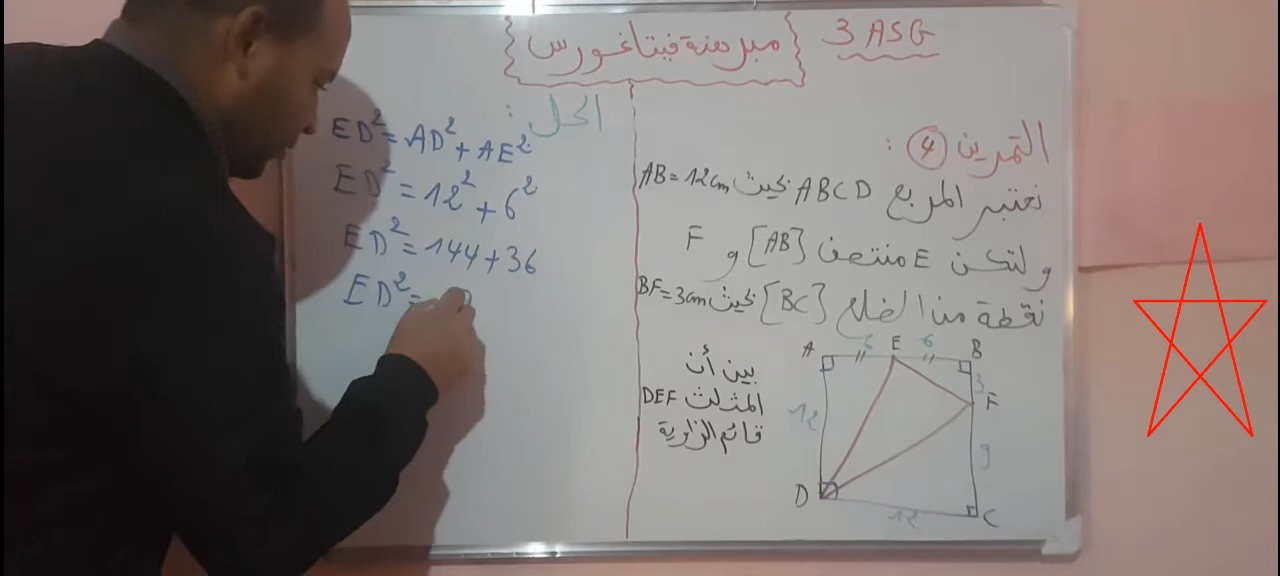 3 ASG
مبرهنة فيتاغورس
التمرين 4 :
نعتبر المربع ABCD بحيث AB=12cm
ولتكن E منتصف [AB] و F
نقطة من الضلع [BC] بحيث BF=3cm
بين أن
المثلث DEF
قائم الزاوية
A 6 E 6 B
3
F
12
9
D 12 C
الحل :
ED²=AD²+AE²
ED²=12²+6²
ED²=144+36
ED²=